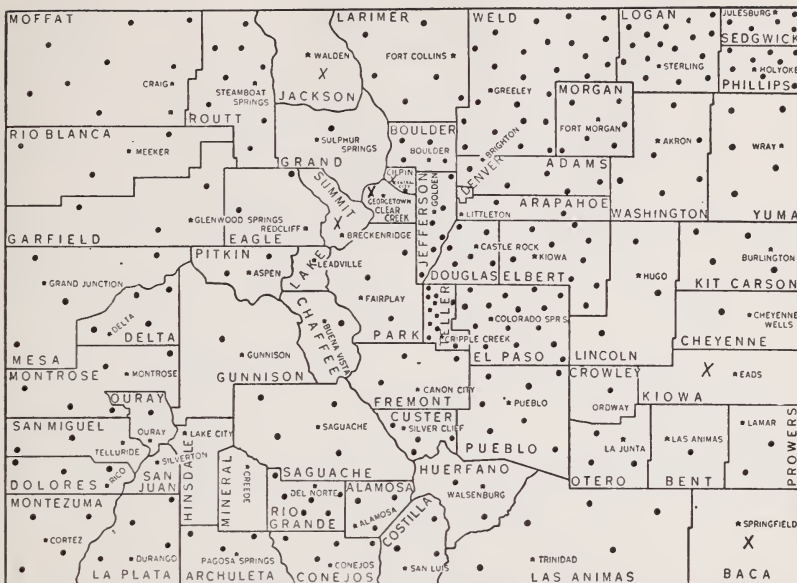 MOFFAT
LARIMER
WELD
LOGAN
JULESBURG
SEDGWICK
WALDEN
FORT COLLINS
STERLING
HOLYOKE
X
CRAIG
STEAMBOAT
SPRINGS
GREELEY
MORGAN
PHILLIPS
JACKSON
ROUTT
FORT MORGAN
RIO BLANCA
BOULDER
MEEKER
SULPHUR
SPRINGS
BOULDER
BRIGHTON
AKRON
WRAY
GRAND
GILPIN
ADAMS
DENVER
SUMMIT
X
GEORGETOWN
CLEAR
CREEK
JEFFERSON
GOLDEN
ARAPAHOE
GLENWOOD SPRINGS
REDCLIFF
X
LITTLETON
WASHINGTON
YUMA
GARFIELD
EAGLE
BRECKENRIDGE
PITKIN
LAKE
LEADVILLE
CASTLE ROCK
KIOWA
BURLINGTON
GRAND JUNCTION
ASPEN
DOUGLAS
ELBERT
HUGO
KIT CARSON
FAIRPLAY
TELLER
COLORADO SPRS.
CHEYENNE
WELLS
DELTA
DELTA
CHAFFEE
BUENA VISTA
PARK
CRIPPLE CREEK
MESA
EL PASO
LINCOLN
CHEYENNE
MONTROSE
MONTROSE
GUNNISON
GUNNISON
CROWLEY
X
EADS
CANON CITY
KIOWA
OURAY
FREMONT
PUEBLO
ORDWAY
SAN MIGUEL
OURAY
LAKE CITY
SAGUACHE
CUSTER
SILVER CLIFF
LAMAR
PROWERS
TELLURIDE
SILVERTON
PUEBLO
LA JUNTA
LAS ANIMAS
RICO
HINSDALE
MINERAL
CREEDE
SAGUACHE
HUERFANO
DOLORES
SAN
JUAN
DEL NORTE
ALAMOSA
WALSENBURG
OTERO
BENT
MONTEZUMA
RIO
GRANDE
ALAMOSA
COSTILLA
SPRINGFIELD
X
CORTEZ
DURANGO
PAGOSA SPRINGS
CONEJOS
SAN LUIS
TRINIDAD
LA PLATA
ARCHULETA
CONEJOS
LAS ANIMAS
BACA